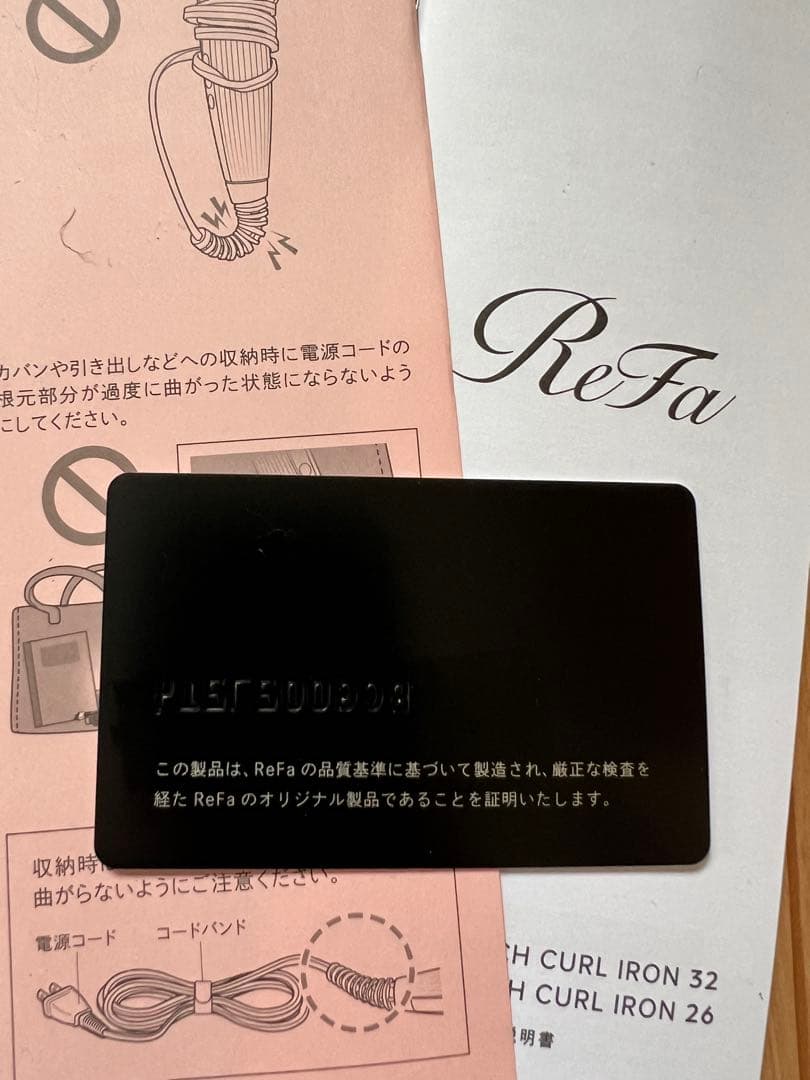 カバンや引き出しなどへの収納時に電源コードの
根元部分が過度に曲がった状態にならないよう
にしてください。
ReFa
この製品は、ReFa の品質基準に基づいて製造され、厳正な検査を
経た ReFa のオリジナル製品であることを証明いたします。
収納時
曲がらないようにご注意ください。
電源コード
コードバンド
CH CURL IRON 32
H CURL IRON 26
明書